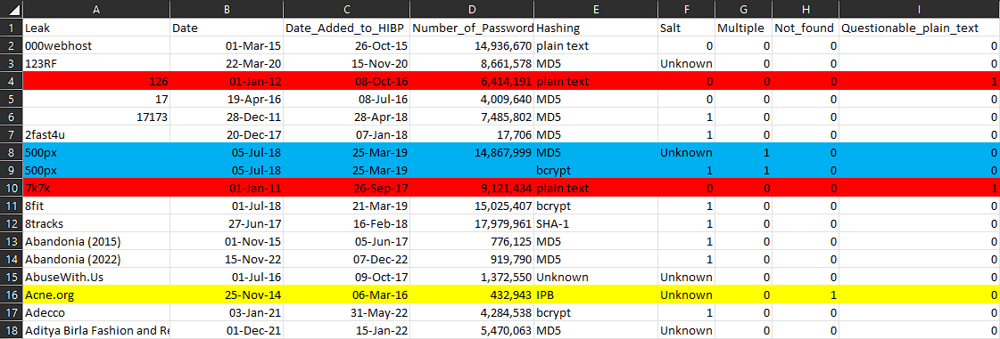 A B C D E F G H I
1 Leak Date Date_Added_to_HIBP Number_of_Password Hashing Salt Multiple Not_found Questionable_plain_text
2 000webhost 01-Mar-15 26-Oct-15 14,936,670 plain text 0 0 0 0
3 123RF 22-Mar-20 15-Nov-20 8,661,578 MD5 Unknown 0 0 0
4 126 01-Jan-12 08-Oct-16 6,414,191 plain text 0 0 0 1
5 17 19-Apr-16 08-Jul-16 4,009,640 MD5 0 0 0 0
6 17173 28-Dec-11 28-Apr-18 7,485,802 MD5 1 0 0 0
7 2fast4u 20-Dec-17 07-Jan-18 17,706 MD5 1 0 0 0
8 500px 05-Jul-18 25-Mar-19 14,867,999 MD5 Unknown 1 0 0
9 500px 05-Jul-18 25-Mar-19 bcrypt 1 1 0 0
10 7k7k 01-Jan-11 26-Sep-17 9,121,434 plain text 0 0 0 1
11 8fit 01-Jul-18 21-Mar-19 15,025,407 bcrypt 1 0 0 0
12 8tracks 27-Jun-17 16-Feb-18 17,979,961 SHA-1 1 0 0 0
13 Abandonia (2015) 01-Nov-15 05-Jun-17 776,125 MD5 1 0 0 0
14 Abandonia (2022) 15-Nov-22 07-Dec-22 919,790 MD5 1 0 0 0
15 AbuseWith.Us 01-Jul-16 09-Oct-17 1,372,550 Unknown Unknown 0 0 0
16 Acne.org 25-Nov-14 06-Mar-16 432,943 IPB Unknown 0 1 0
17 Adecco 03-Jan-21 31-May-22 4,284,538 bcrypt 1 0 0 0
18 Aditya Birla Fashion and Re 01-Dec-21 15-Jan-22 5,470,063 MD5 Unknown 0 0 0